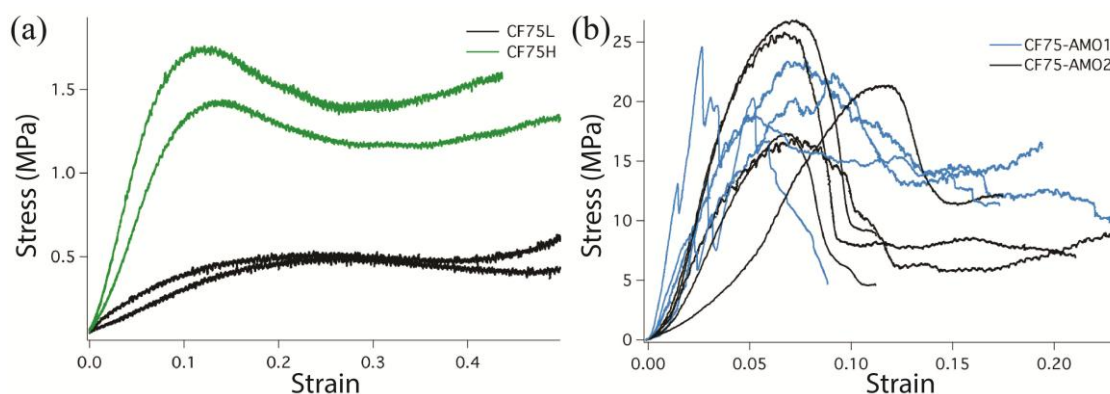 (a)
CF75L
CF75H
Stress (MPa)
1.5
1.0
0.5
0.0
0.1
0.2
0.3
0.4
Strain
(b)
CF75-AMO1
CF75-AMO2
Stress (MPa)
25
20
15
10
5
0
0.00
0.05
0.10
0.15
0.20
Strain